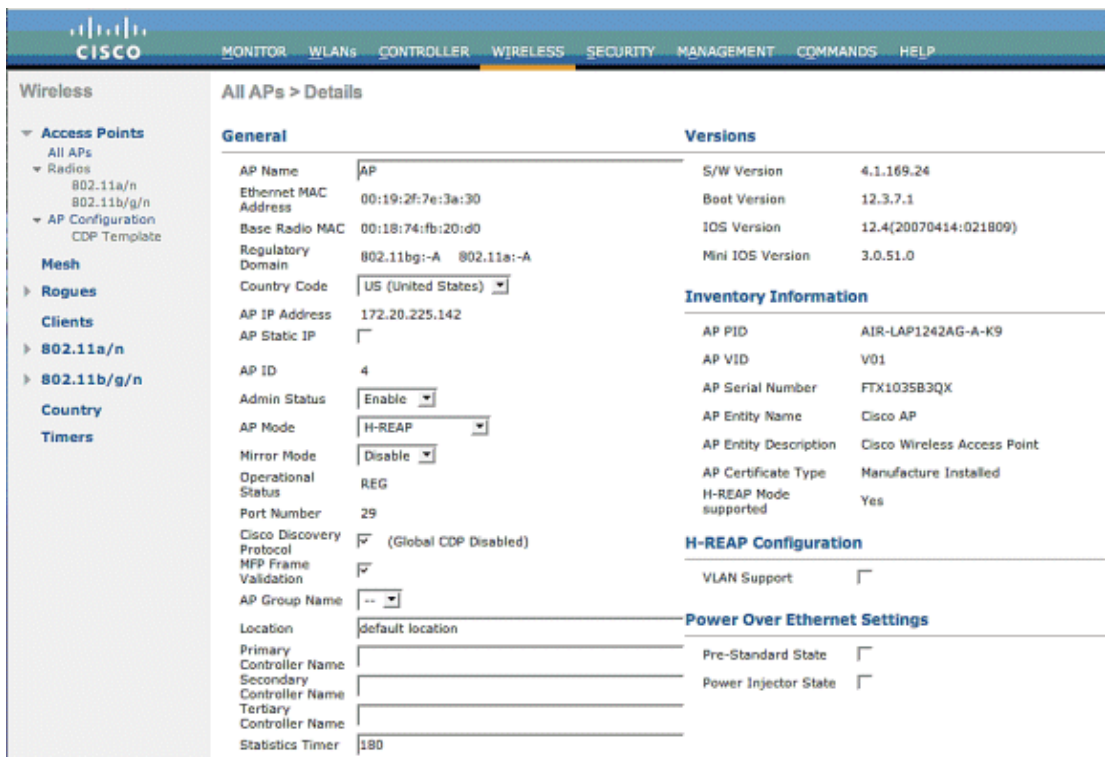 CISCO
MONITOR WLANs CONTROLLER WIRELESS SECURITY MANAGEMENT COMMANDS HELP
Wireless
Access Points
All APs
Radios
802.11a/n
802.11b/g/n
AP Configuration
CDP Template
Mesh
Rogues
Clients
802.11a/n
802.11b/g/n
Country
Timers
All APs > Details
General
AP Name AP
Ethernet MAC
Address 00:19:2f:7e:3a:30
Base Radio MAC 00:18:74:fb:20:d0
Regulatory
Domain 802.11bg:-A 802.11a:-A
Country Code US (United States)
AP IP Address 172.20.225.142
AP Static IP
AP ID 4
Admin Status Enable
AP Mode H-REAP
Mirror Mode Disable
Operational
Status REG
Port Number 29
Cisco Discovery
Protocol (Global CDP Disabled)
MFP Frame
Validation
AP Group Name --
Location default location
Primary
Controller Name
Secondary
Controller Name
Tertiary
Controller Name
Statistics Timer 180
Versions
S/W Version 4.1.169.24
Boot Version 12.3.7.1
IOS Version 12.4(20070414:021809)
Mini IOS Version 3.0.51.0
Inventory Information
AP PID AIR-LAP1242AG-A-K9
AP VID V01
AP Serial Number FTX1035B3QX
AP Entity Name Cisco AP
AP Entity Description Cisco Wireless Access Point
AP Certificate Type Manufacture Installed
H-REAP Mode
supported Yes
H-REAP Configuration
VLAN Support
Power Over Ethernet Settings
Pre-Standard State
Power Injector State